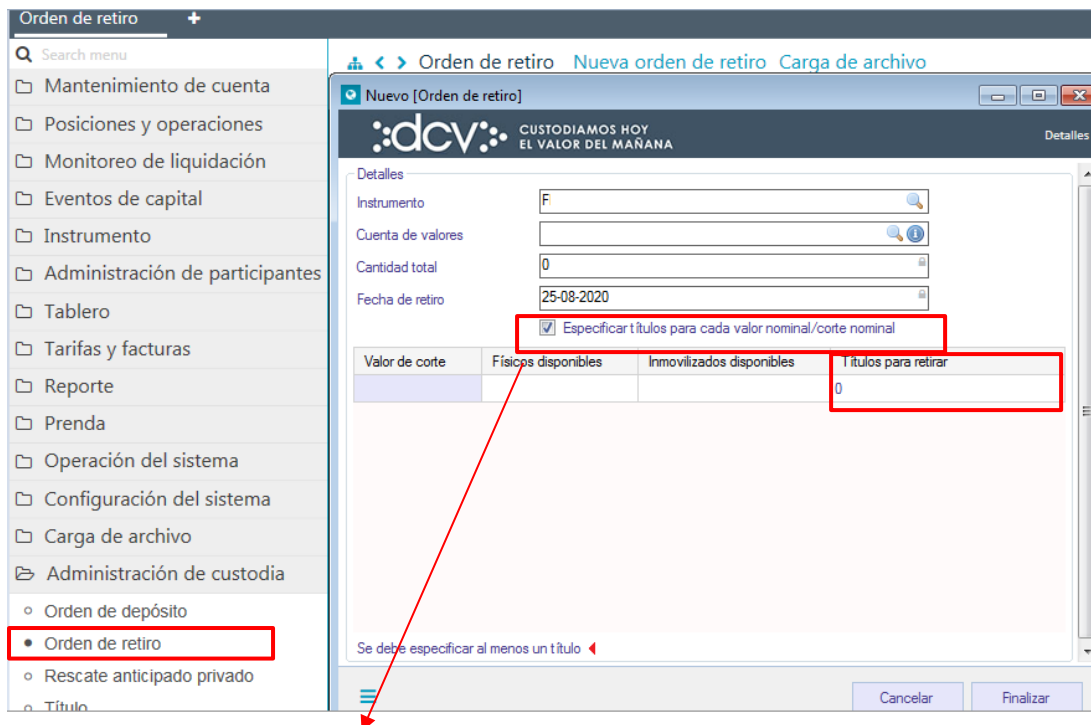 Orden de retiro +
Search menu
Mantenimiento de cuenta
Posiciones y operaciones
Monitoreo de liquidación
Eventos de capital
Instrumento
Administración de participantes
Tablero
Tarifas y facturas
Reporte
Prenda
Operación del sistema
Configuración del sistema
Carga de archivo
Administración de custodia
Orden de depósito
Orden de retiro
Rescate anticipado privado
Título
Orden de retiro Nueva orden de retiro Carga de archivo
Nuevo [Orden de retiro]
dcv CUSTODIAMOS HOY
EL VALOR DEL MAÑANA
Detalles
Detalles
Instrumento F
Cuenta de valores
Cantidad total 0
Fecha de retiro 25-08-2020
Especificar títulos para cada valor nominal/corte nominal
Valor de corte Físicos disponibles Inmovilizados disponibles Títulos para retirar
0
Se debe especificar al menos un título
Cancelar Finalizar